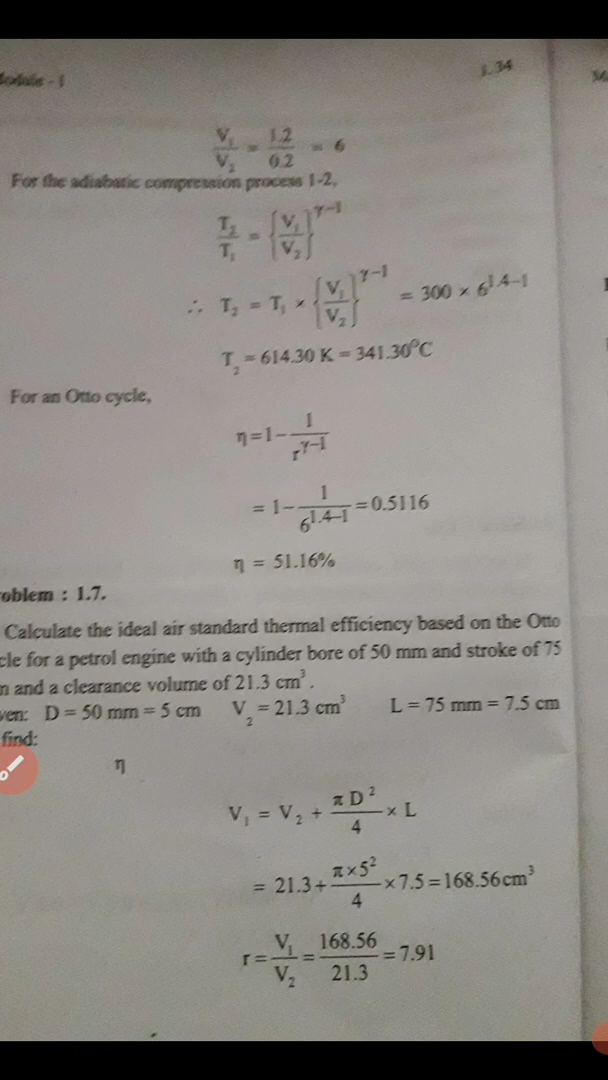 Module - 1
1.34
V₁/V₂ = 1.2/0.2 = 6
For the adiabatic compression process 1-2,
T₂/T₁ = {V₁/V₂}^γ–1
∴ T₂ = T₁ × {V₁/V₂}^γ–1 = 300 × 6^1.4–1
T₂ = 614.30 K = 341.30⁰C
For an Otto cycle,
η = 1 – 1/r^γ–1
= 1 – 1/6^1.4–1 = 0.5116
η = 51.16%
oblem : 1.7.
Calculate the ideal air standard thermal efficiency based on the Otto
cle for a petrol engine with a cylinder bore of 50 mm and stroke of 75
n and a clearance volume of 21.3 cm³.
ven: D = 50 mm = 5 cm V₂ = 21.3 cm³ L = 75 mm = 7.5 cm
find:
η
V₁ = V₂ + π D²/4 × L
= 21.3 + π×5²/4 × 7.5 = 168.56 cm³
r = V₁/V₂ = 168.56/21.3 = 7.91